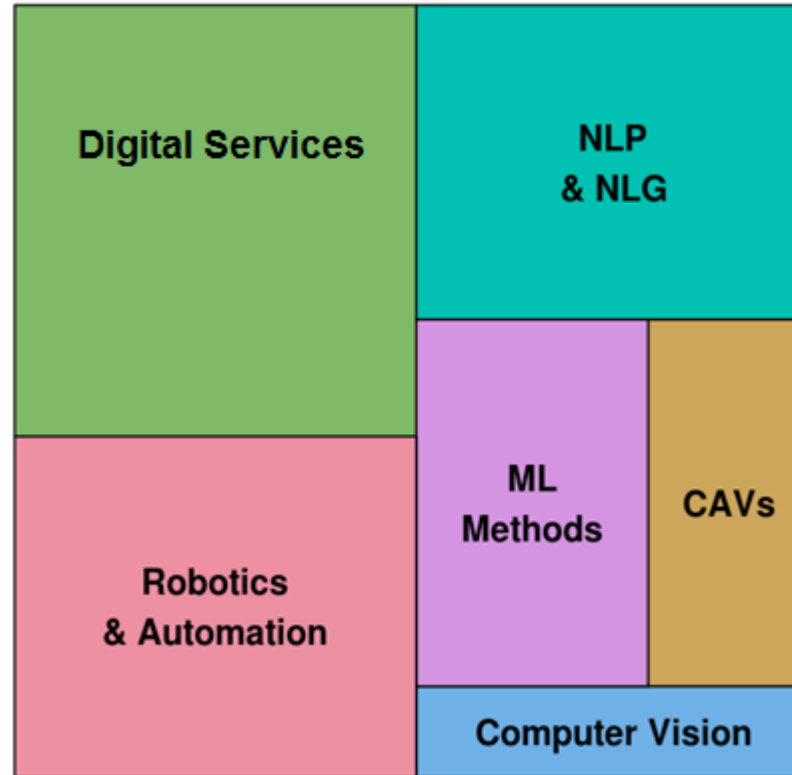 Digital Services
NLP
& NLG
ML
Methods
CAVs
Robotics
& Automation
Computer Vision